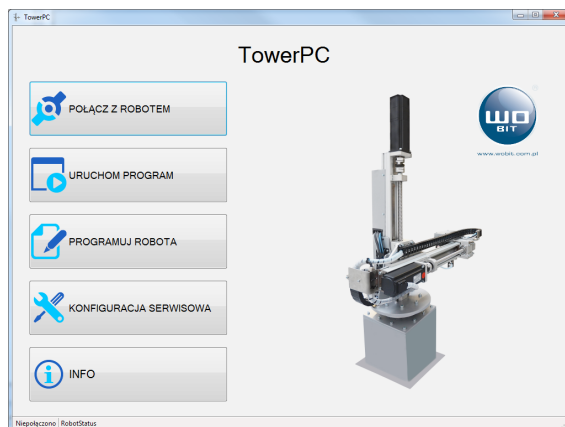 TowerPC
TowerPC
POŁĄCZ Z ROBOTEM
URUCHOM PROGRAM
PROGRAMUJ ROBOTA
KONFIGURACJA SERWISOWA
INFO
WO
BIT
www.wobit.com.pl
Niepołączono RobotStatus